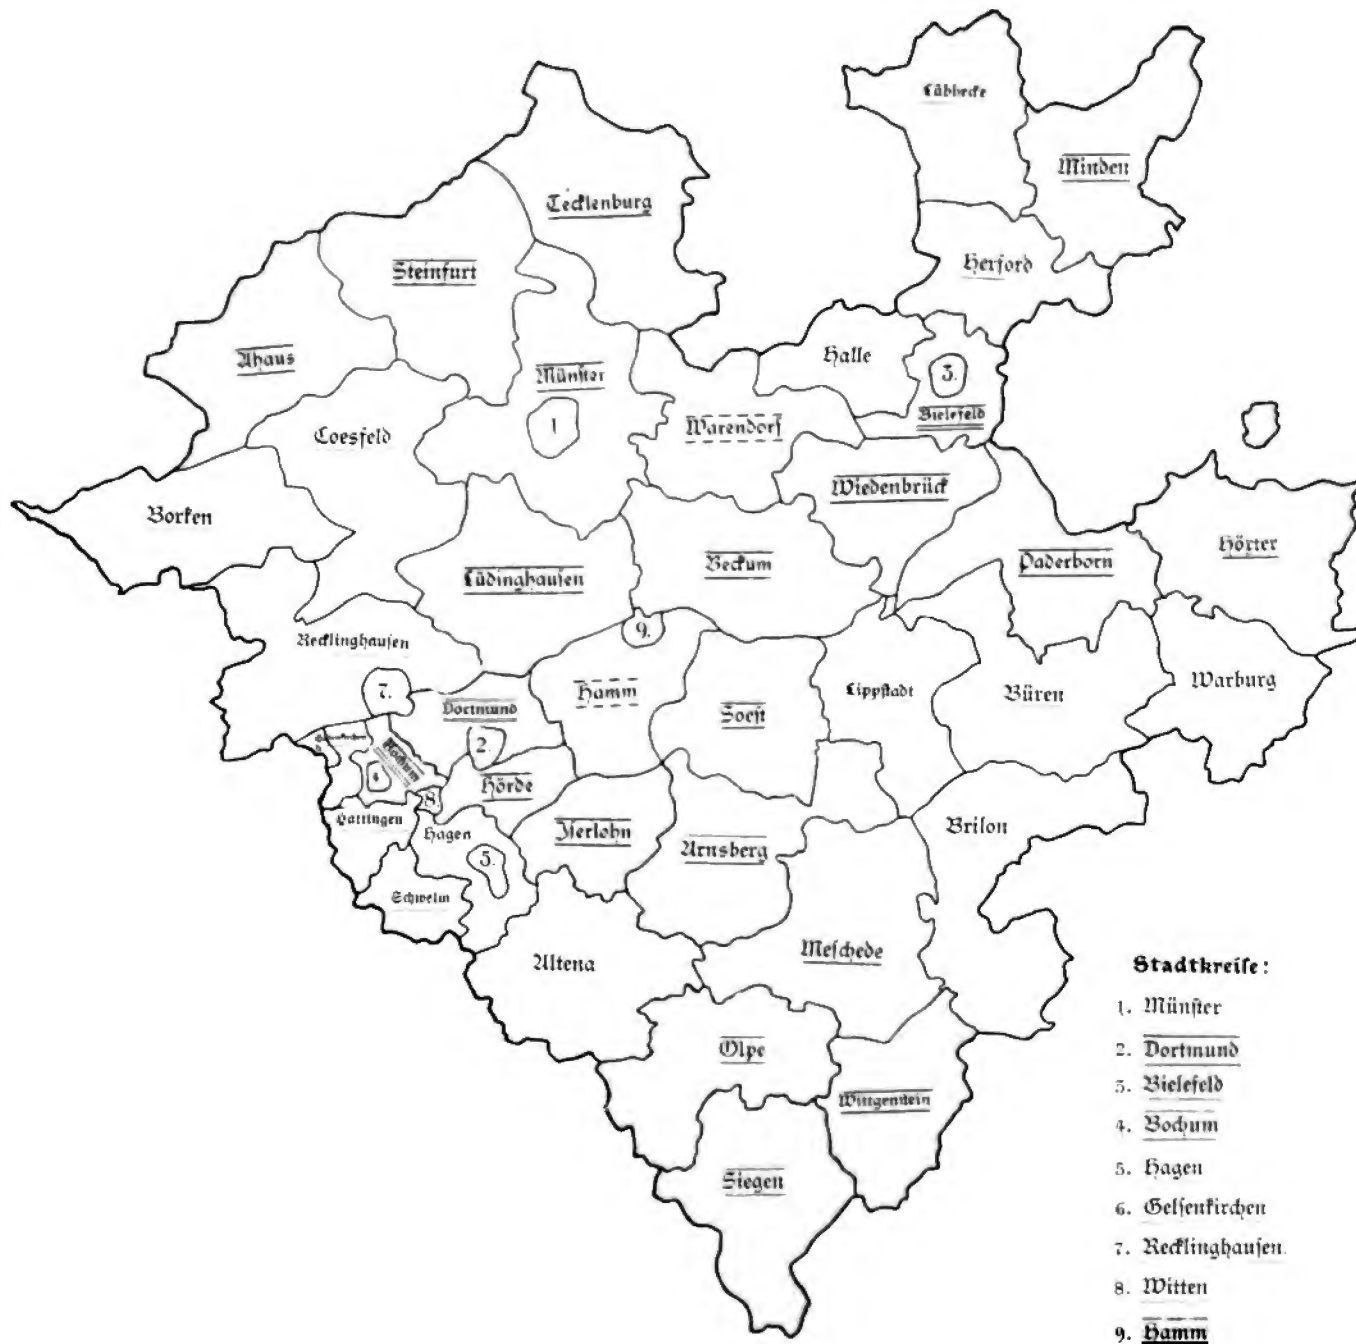 Lübbecke
Minden
Tecklenburg
Herford
Steinfurt
Halle
3.
Ahaus
Münster
1
Bielefeld
Warendorf
Coesfeld
Wiedenbrück
Borken
Höxter
Beckum
Paderborn
Lüdinghausen
9.
Recklinghausen
7.
Hamm
Soest
Lippstadt
Büren
Warburg
Dortmund
2.
Bochum
4.
8.
Hörde
Hattingen
Hagen
5.
Iserlohn
Arnsberg
Brilon
Schwelm
Altena
Meschede
Olpe
Wittgenstein
Siegen
Stadtkreise:
1. Münster
2. Dortmund
3. Bielefeld
4. Bochum
5. Hagen
6. Gelsenkirchen
7. Recklinghausen
8. Witten
9. Hamm